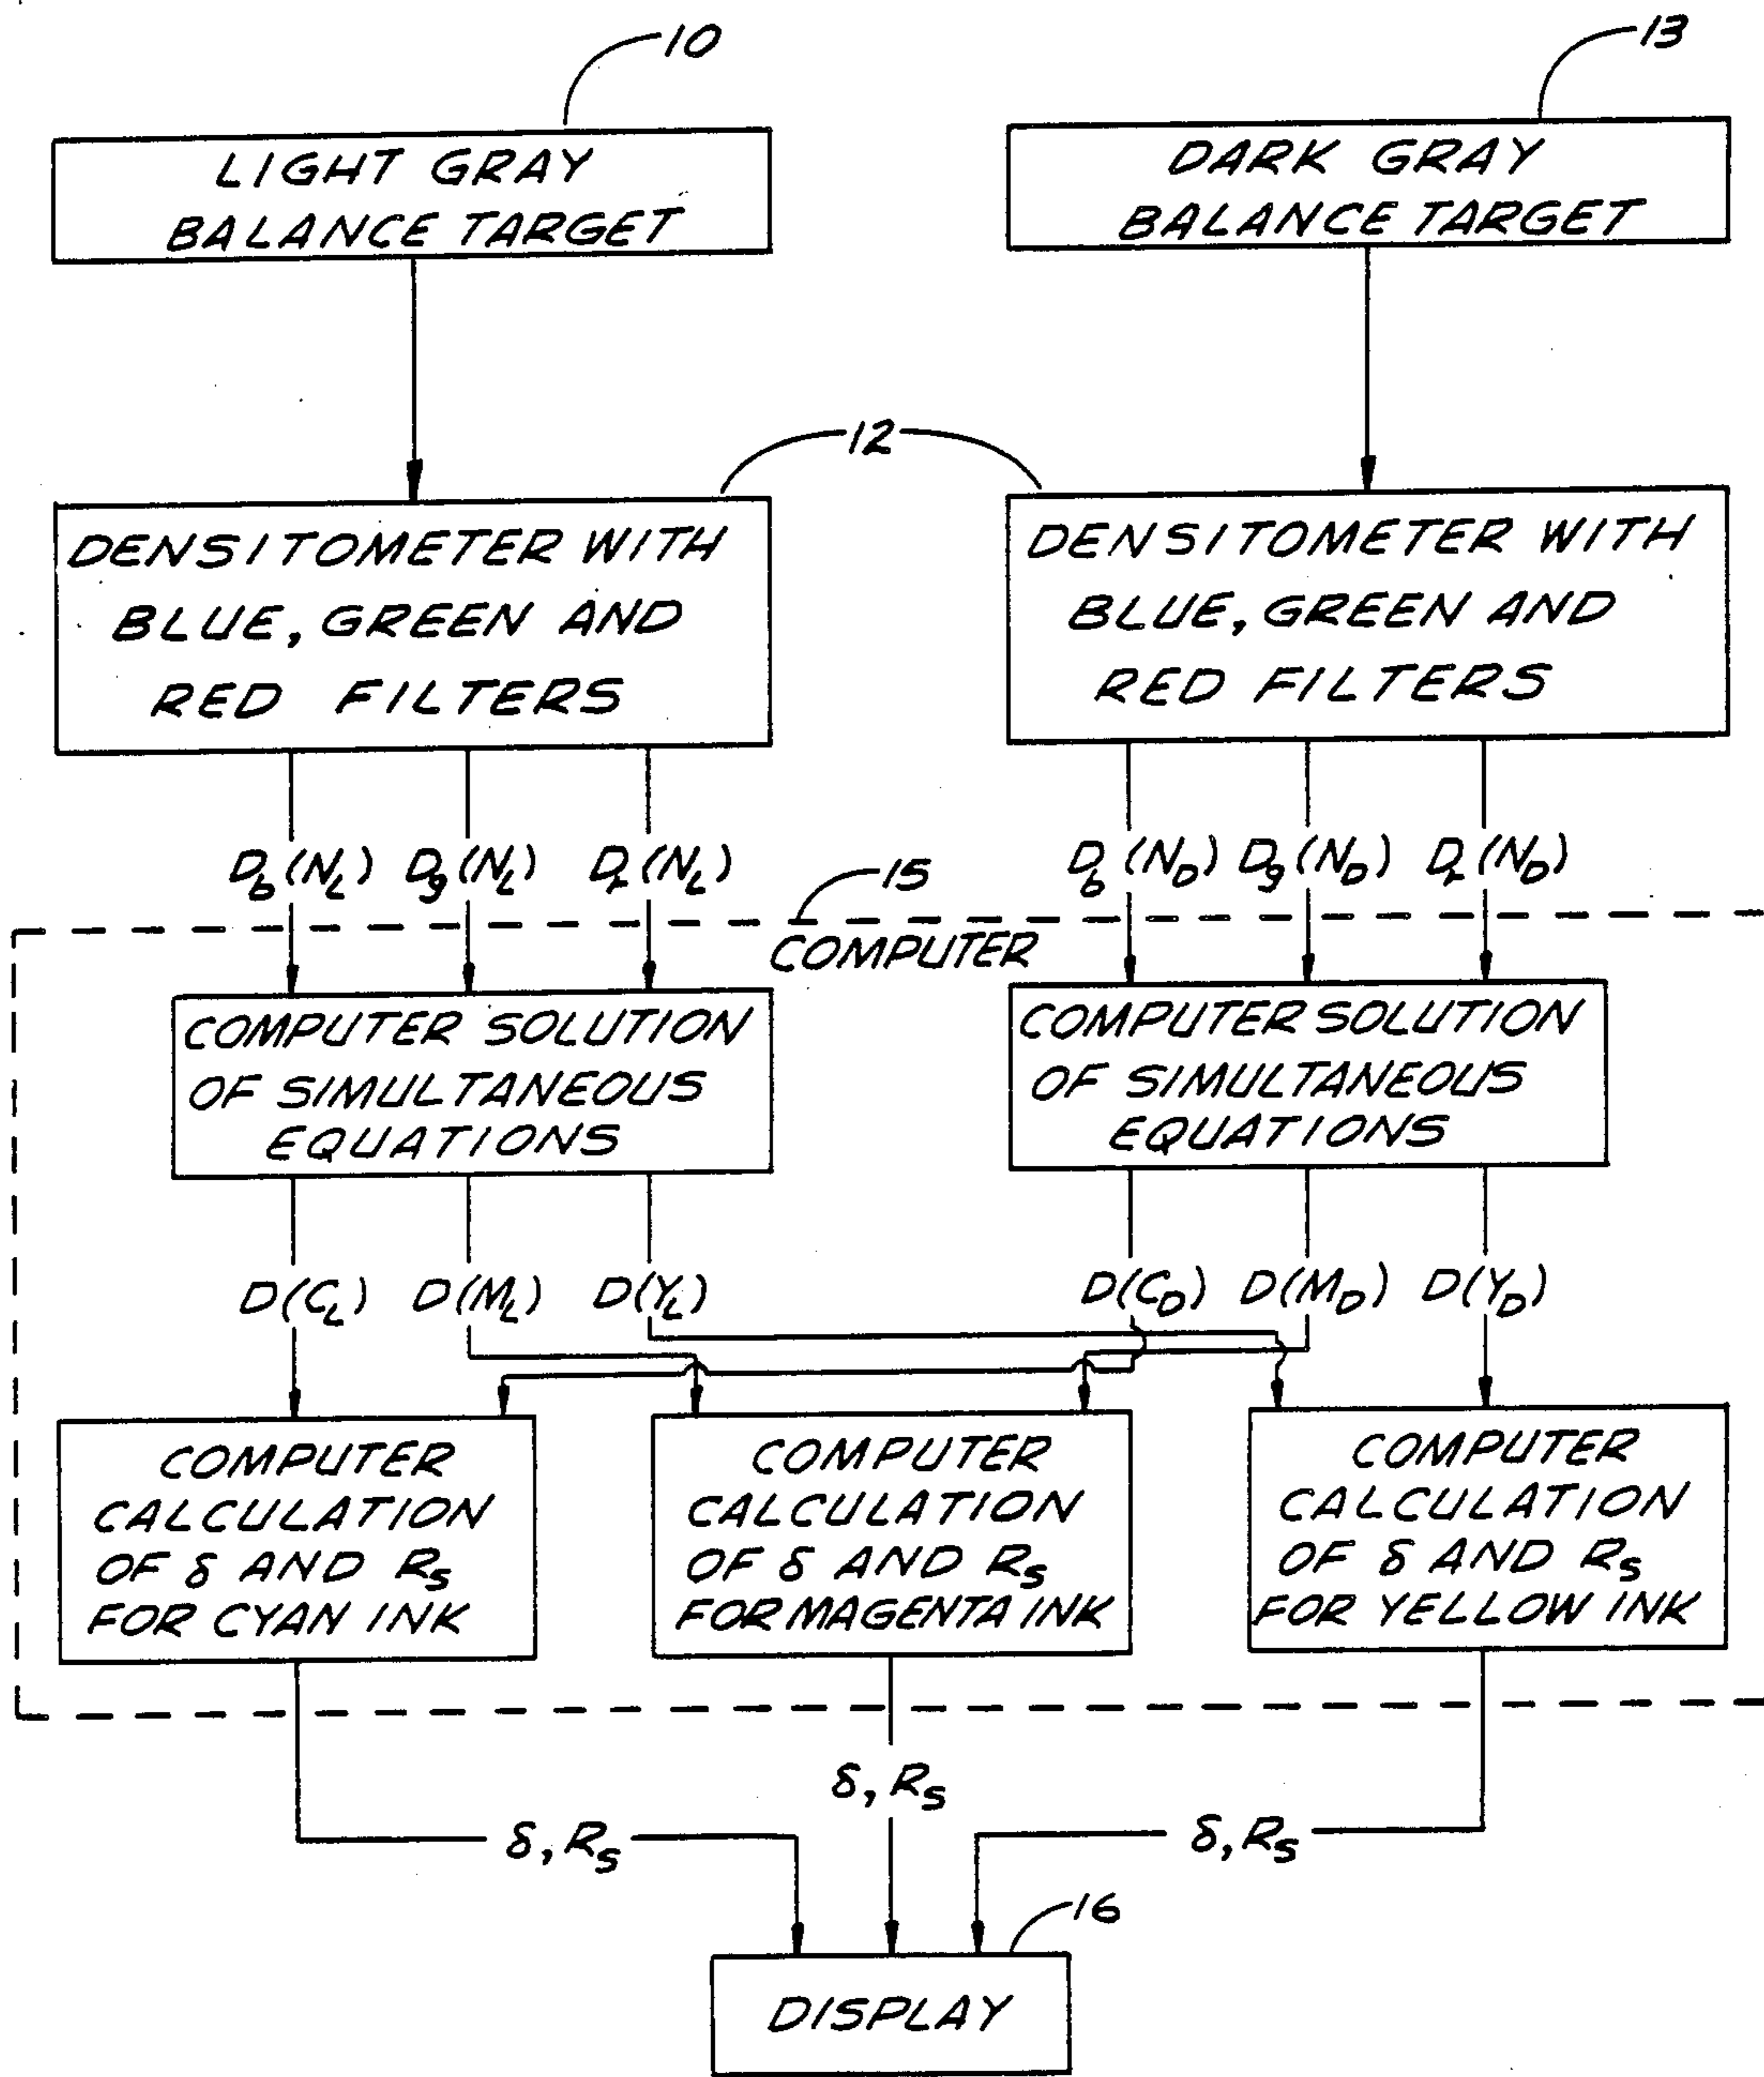 10
13
LIGHT GRAY
BALANCE TARGET
DARK GRAY
BALANCE TARGET
12
DENSITOMETER WITH
BLUE, GREEN AND
RED FILTERS
DENSITOMETER WITH
BLUE, GREEN AND
RED FILTERS
D_b(N_L) D_g(N_L) D_r(N_L)
D_b(N_D) D_g(N_D) D_r(N_D)
15
COMPUTER
COMPUTER SOLUTION
OF SIMULTANEOUS
EQUATIONS
COMPUTER SOLUTION
OF SIMULTANEOUS
EQUATIONS
D(C_L) D(M_L) D(Y_L)
D(C_D) D(M_D) D(Y_D)
COMPUTER
CALCULATION
OF δ AND R_S
FOR CYAN INK
COMPUTER
CALCULATION
OF δ AND R_S
FOR MAGENTA INK
COMPUTER
CALCULATION
OF δ AND R_S
FOR YELLOW INK
δ, R_S
δ, R_S
δ, R_S
16
DISPLAY